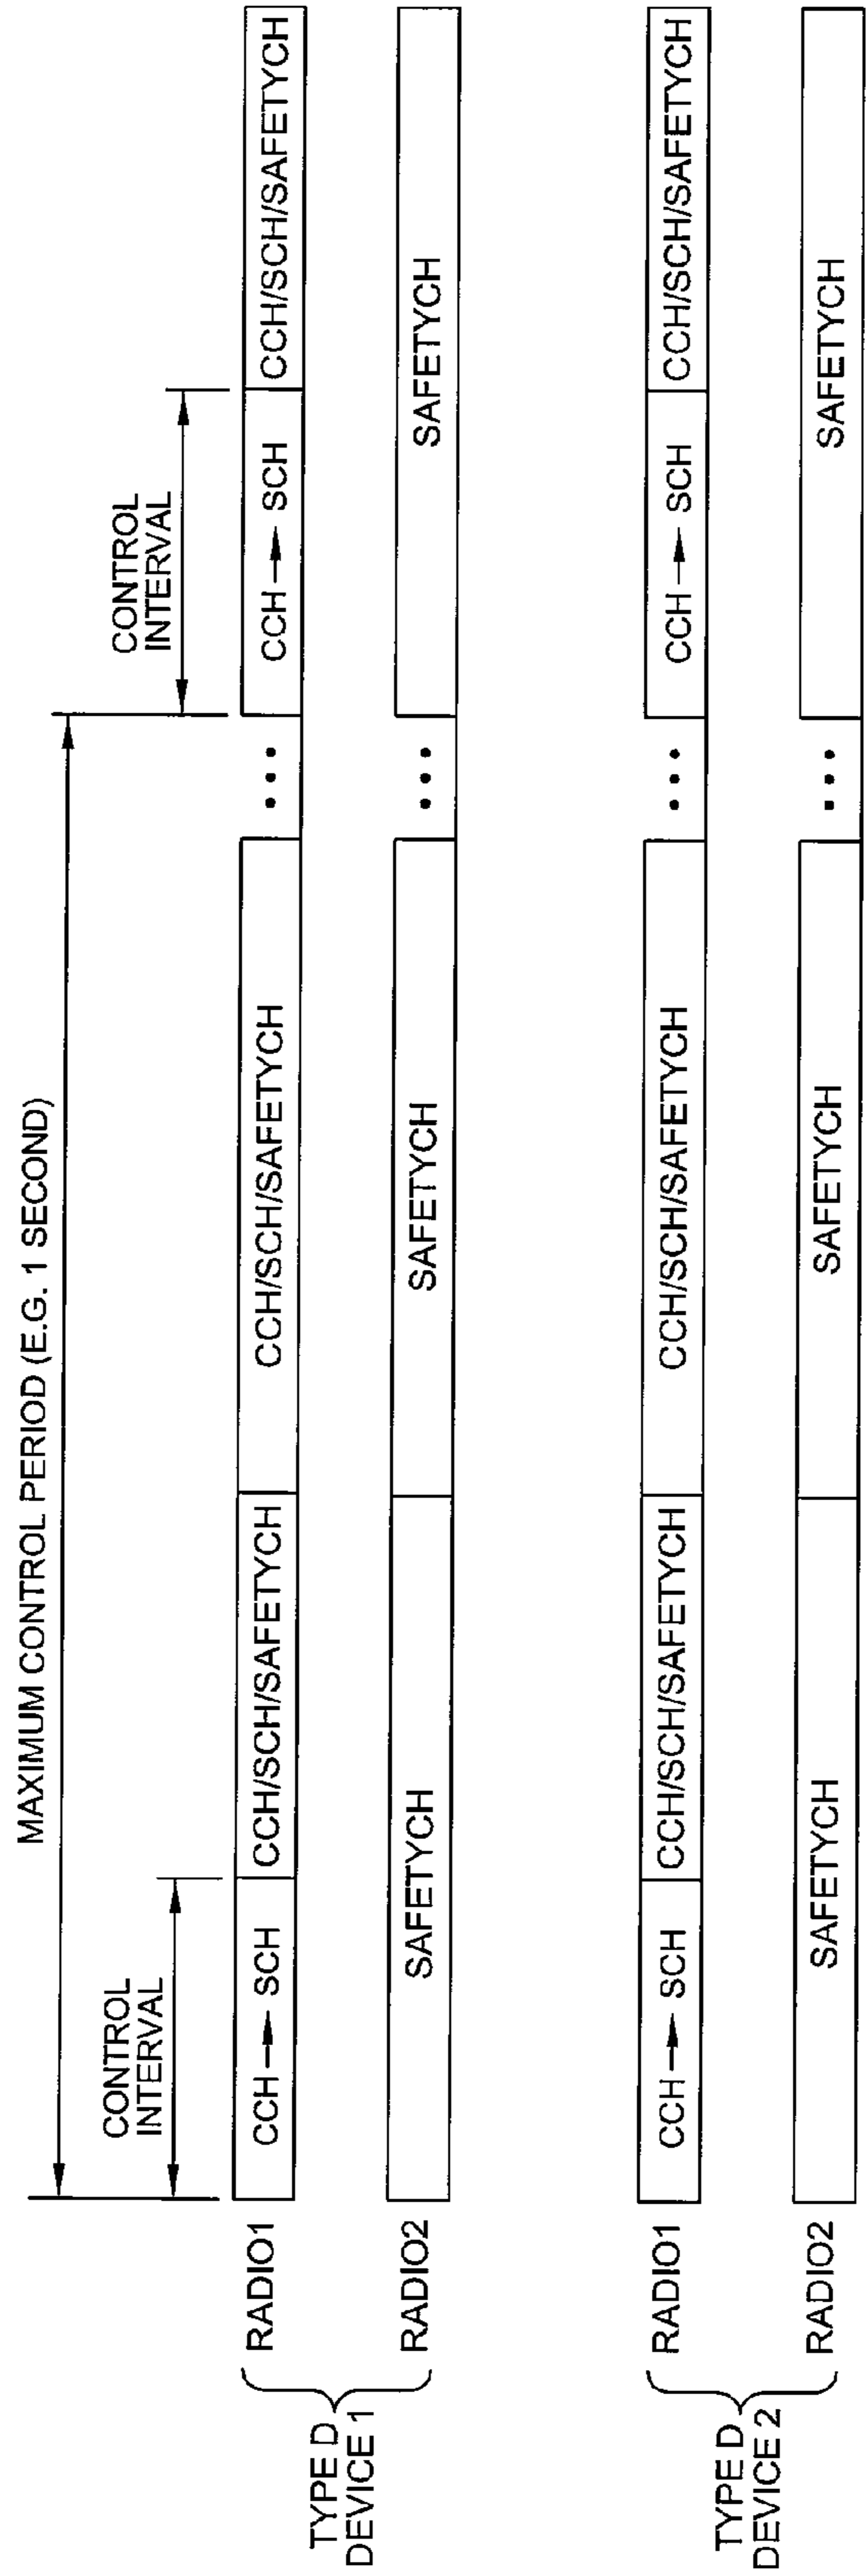 MAXIMUM CONTROL PERIOD (E.G. 1 SECOND)
CONTROL
INTERVAL
CONTROL
INTERVAL
TYPE D
DEVICE 1
RADIO1
CCH → SCH
CCH/SCH/SAFETYCH
CCH/SCH/SAFETYCH
...
CCH → SCH
CCH/SCH/SAFETYCH
RADIO2
SAFETYCH
SAFETYCH
...
SAFETYCH
TYPE D
DEVICE 2
RADIO1
CCH → SCH
CCH/SCH/SAFETYCH
CCH/SCH/SAFETYCH
...
CCH → SCH
CCH/SCH/SAFETYCH
RADIO2
SAFETYCH
SAFETYCH
...
SAFETYCH